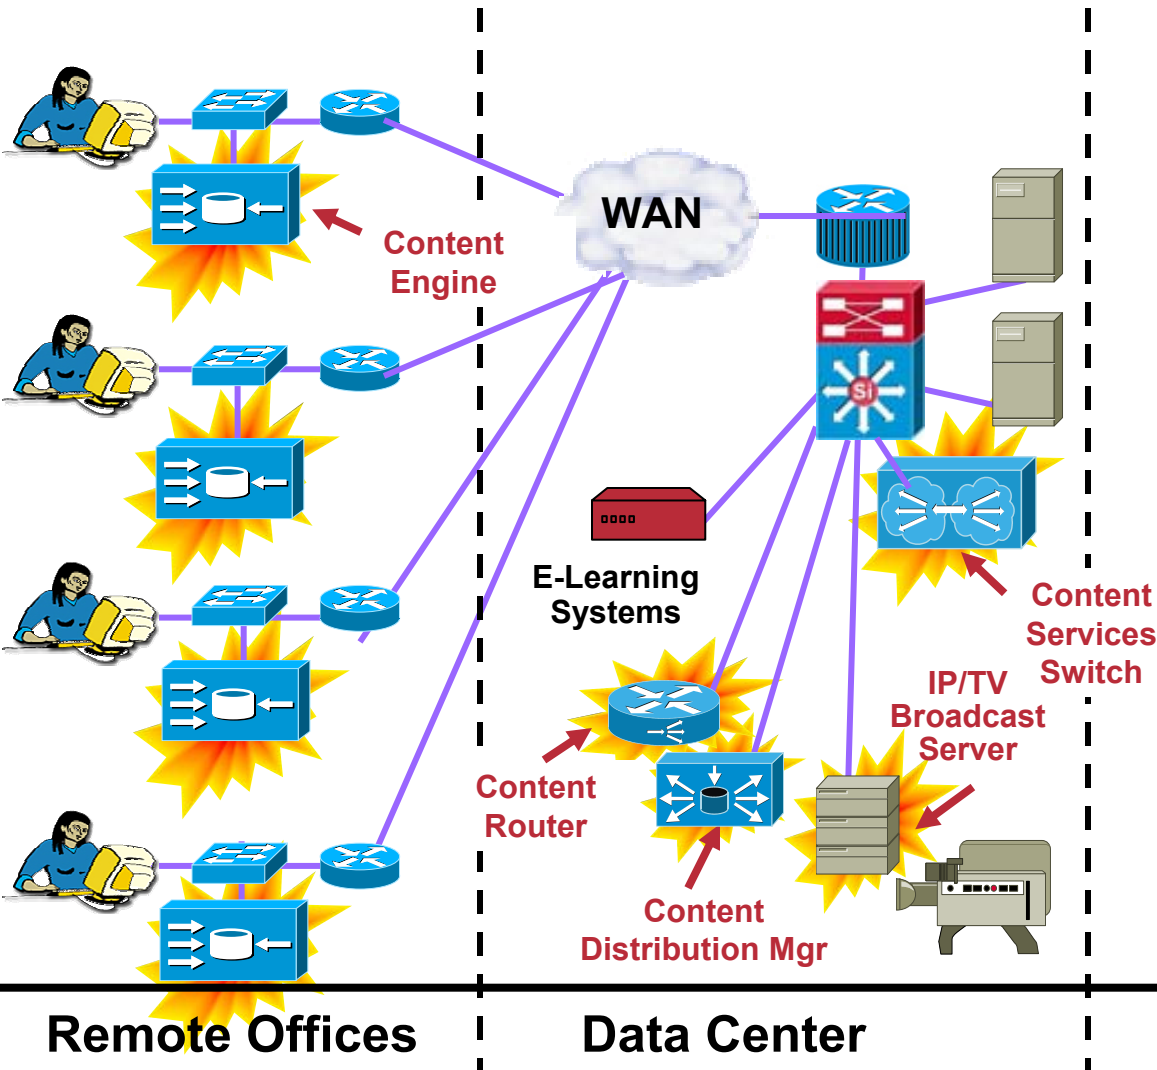 WAN
Content
Engine
Si
E-Learning
Systems
Content
Services
Switch
IP/TV
Broadcast
Server
Content
Router
Content
Distribution Mgr
Remote Offices
Data Center